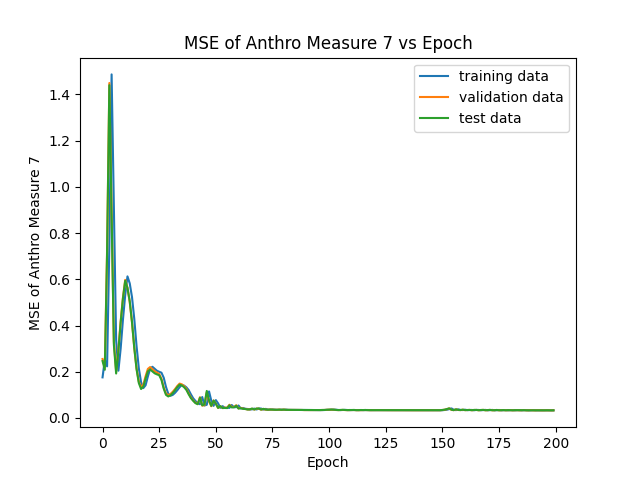 MSE of Anthro Measure 7 vs Epoch
training data
validation data
test data
MSE of Anthro Measure 7
1.4
1.2
1.0
0.8
0.6
0.4
0.2
0.0
0 25 50 75 100 125 150 175 200
Epoch